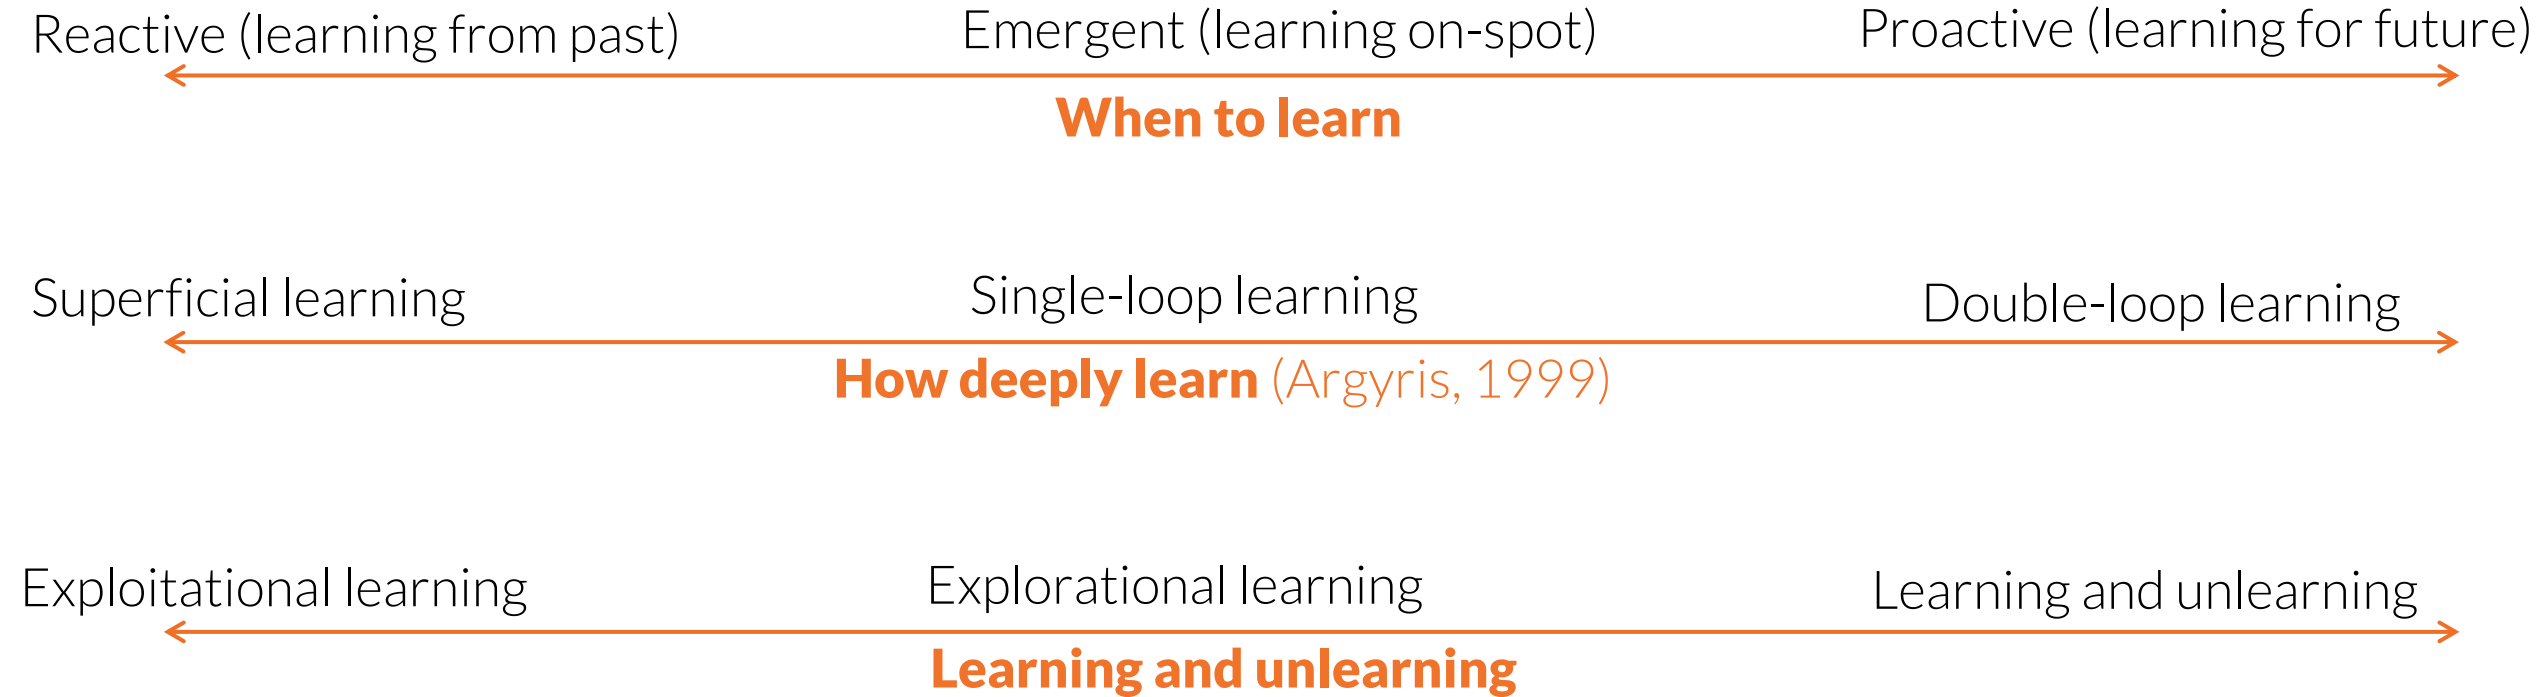 Reactive (learning from past) Emergent (learning on-spot) Proactive (learning for future)
When to learn
Superficial learning Single-loop learning Double-loop learning
How deeply learn (Argyris, 1999)
Exploitational learning Explorational learning Learning and unlearning
Learning and unlearning